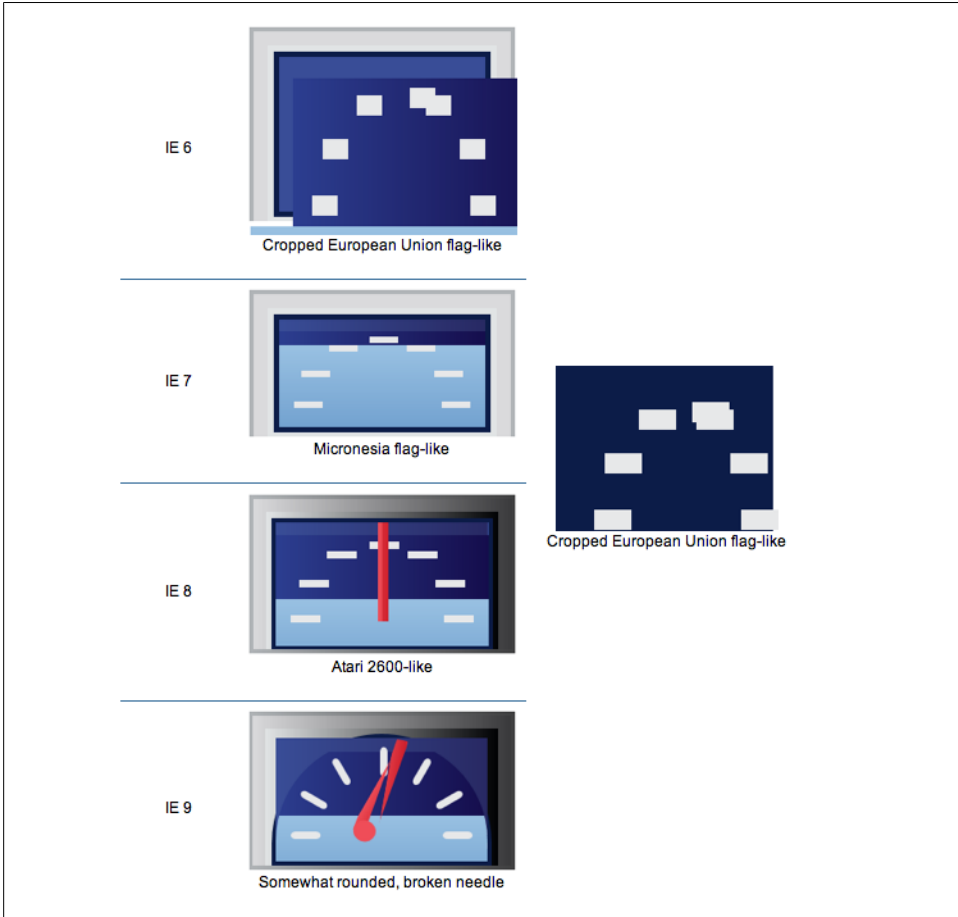 IE 6
Cropped European Union flag-like
IE 7
Micronesia flag-like
Cropped European Union flag-like
IE 8
Atari 2600-like
IE 9
Somewhat rounded, broken needle